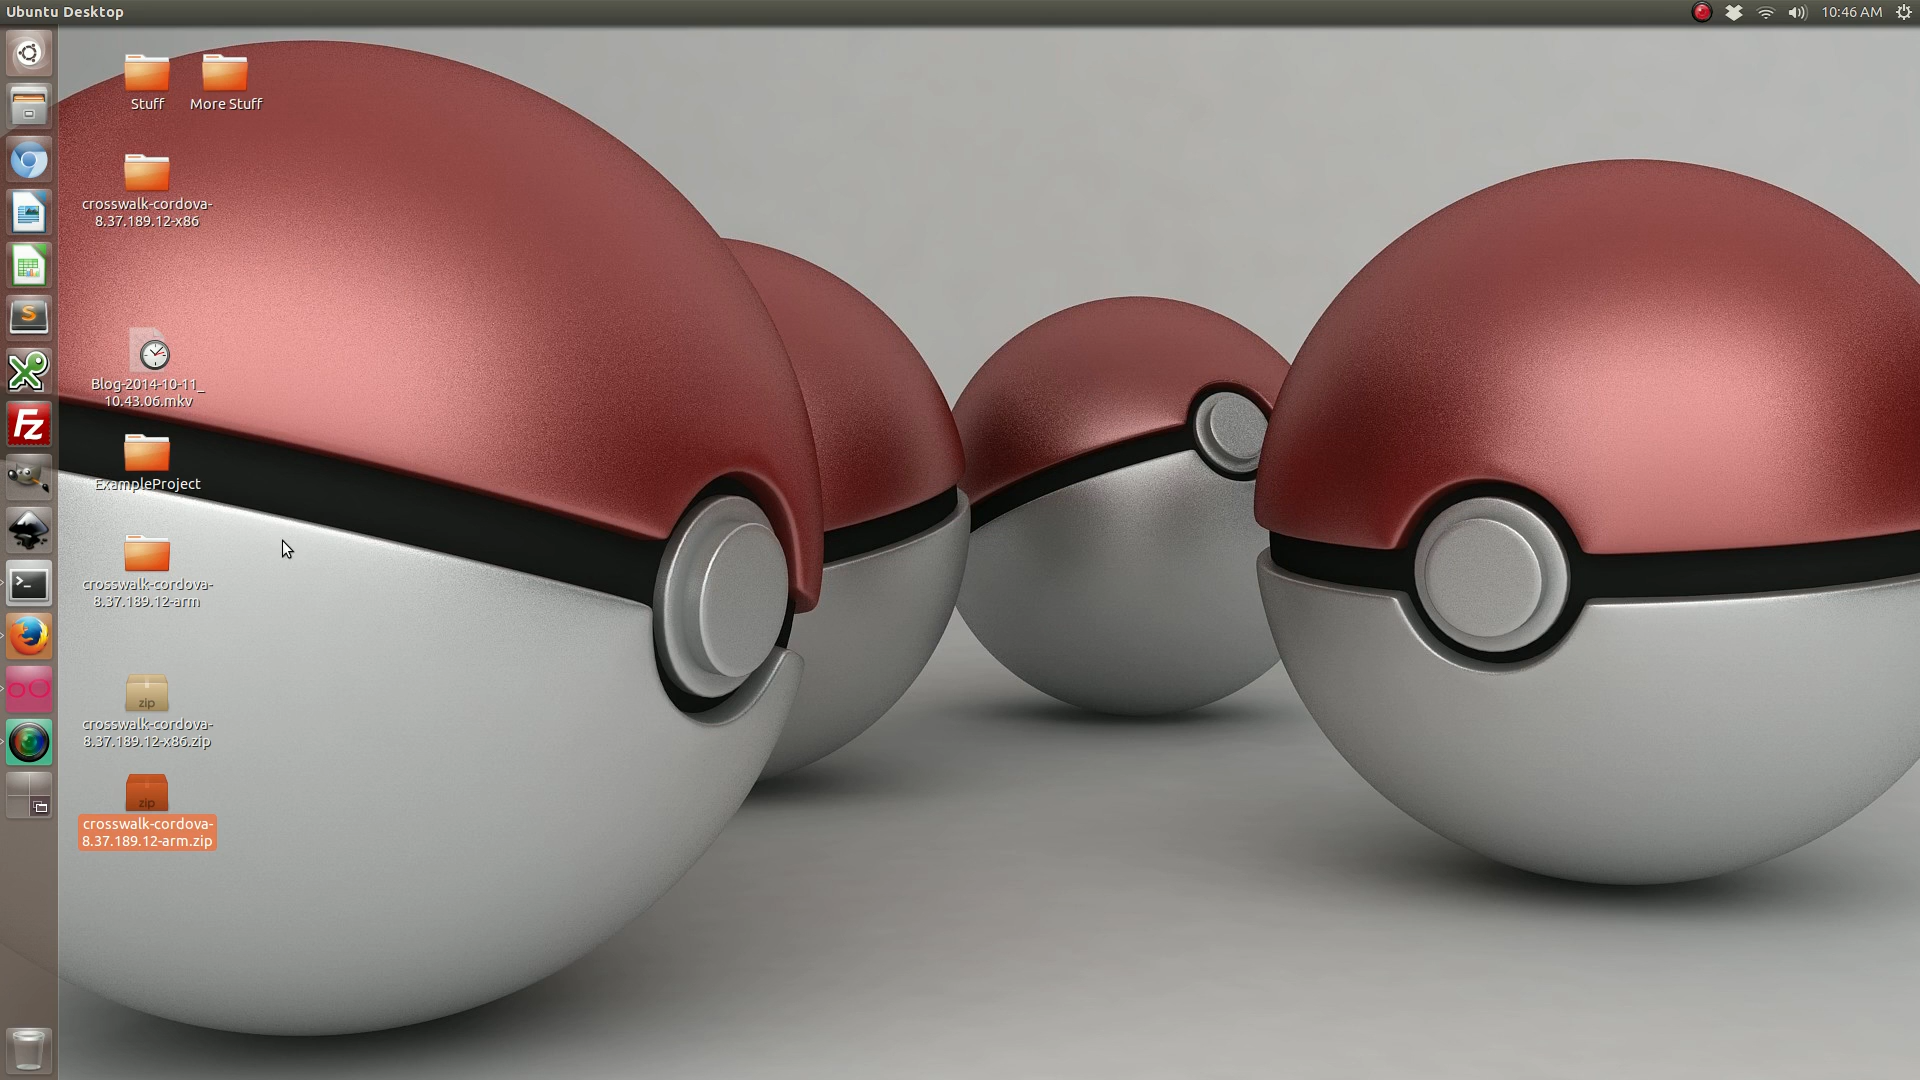 Ubuntu Desktop
10:46 AM
Stuff
More Stuff
crosswalk-cordova-
8.37.189.12-x86
Blog-2014-10-11_
10.43.06.mkv
ExampleProject
crosswalk-cordova-
8.37.189.12-arm
zip
crosswalk-cordova-
8.37.189.12-x86.zip
zip
crosswalk-cordova-
8.37.189.12-arm.zip
S
Fz